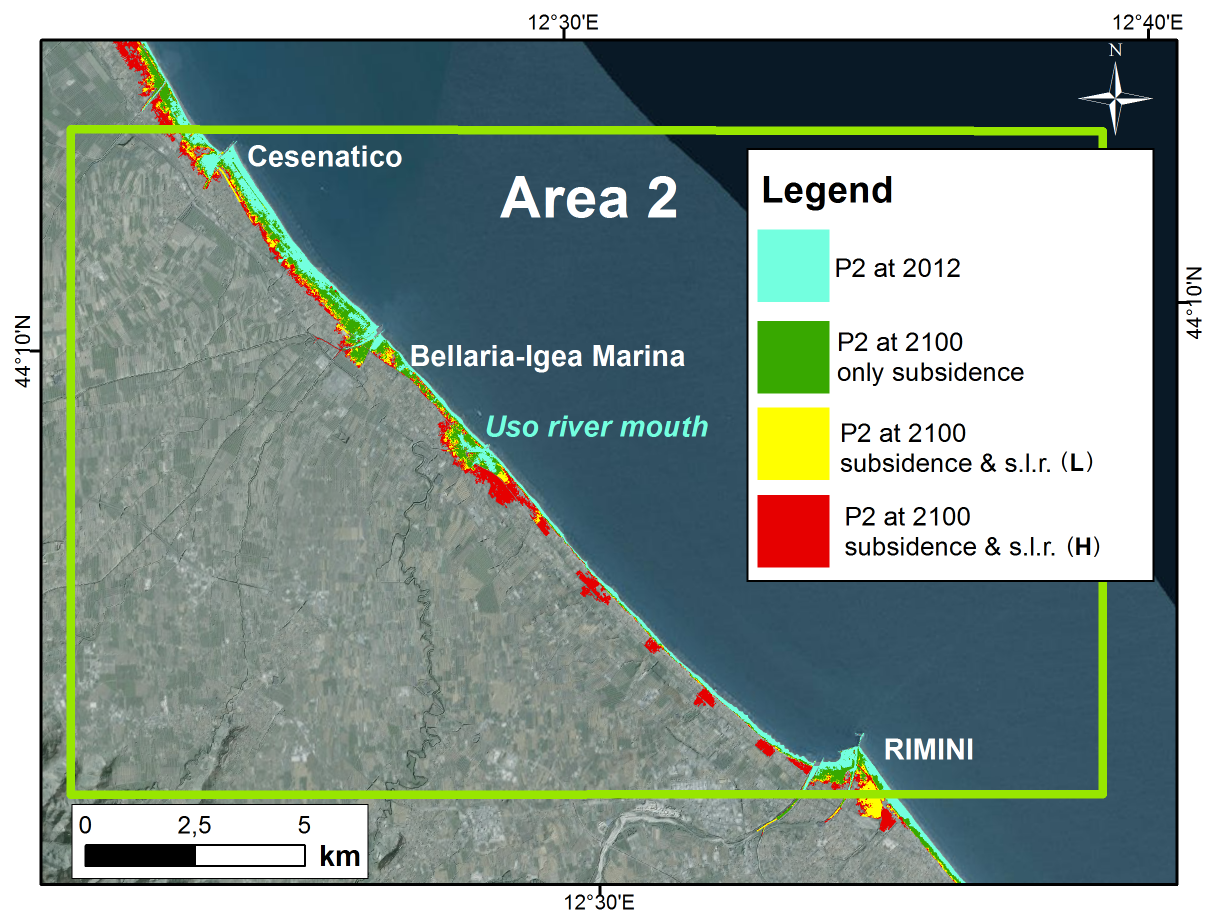 12°30'E
12°40'E
N
Cesenatico
Area 2
Legend
P2 at 2012
44°10'N
P2 at 2100
only subsidence
44°10'N
Bellaria-Igea Marina
Uso river mouth
P2 at 2100
subsidence & s.l.r. (L)
P2 at 2100
subsidence & s.l.r. (H)
RIMINI
0 2,5 5
km
12°30'E